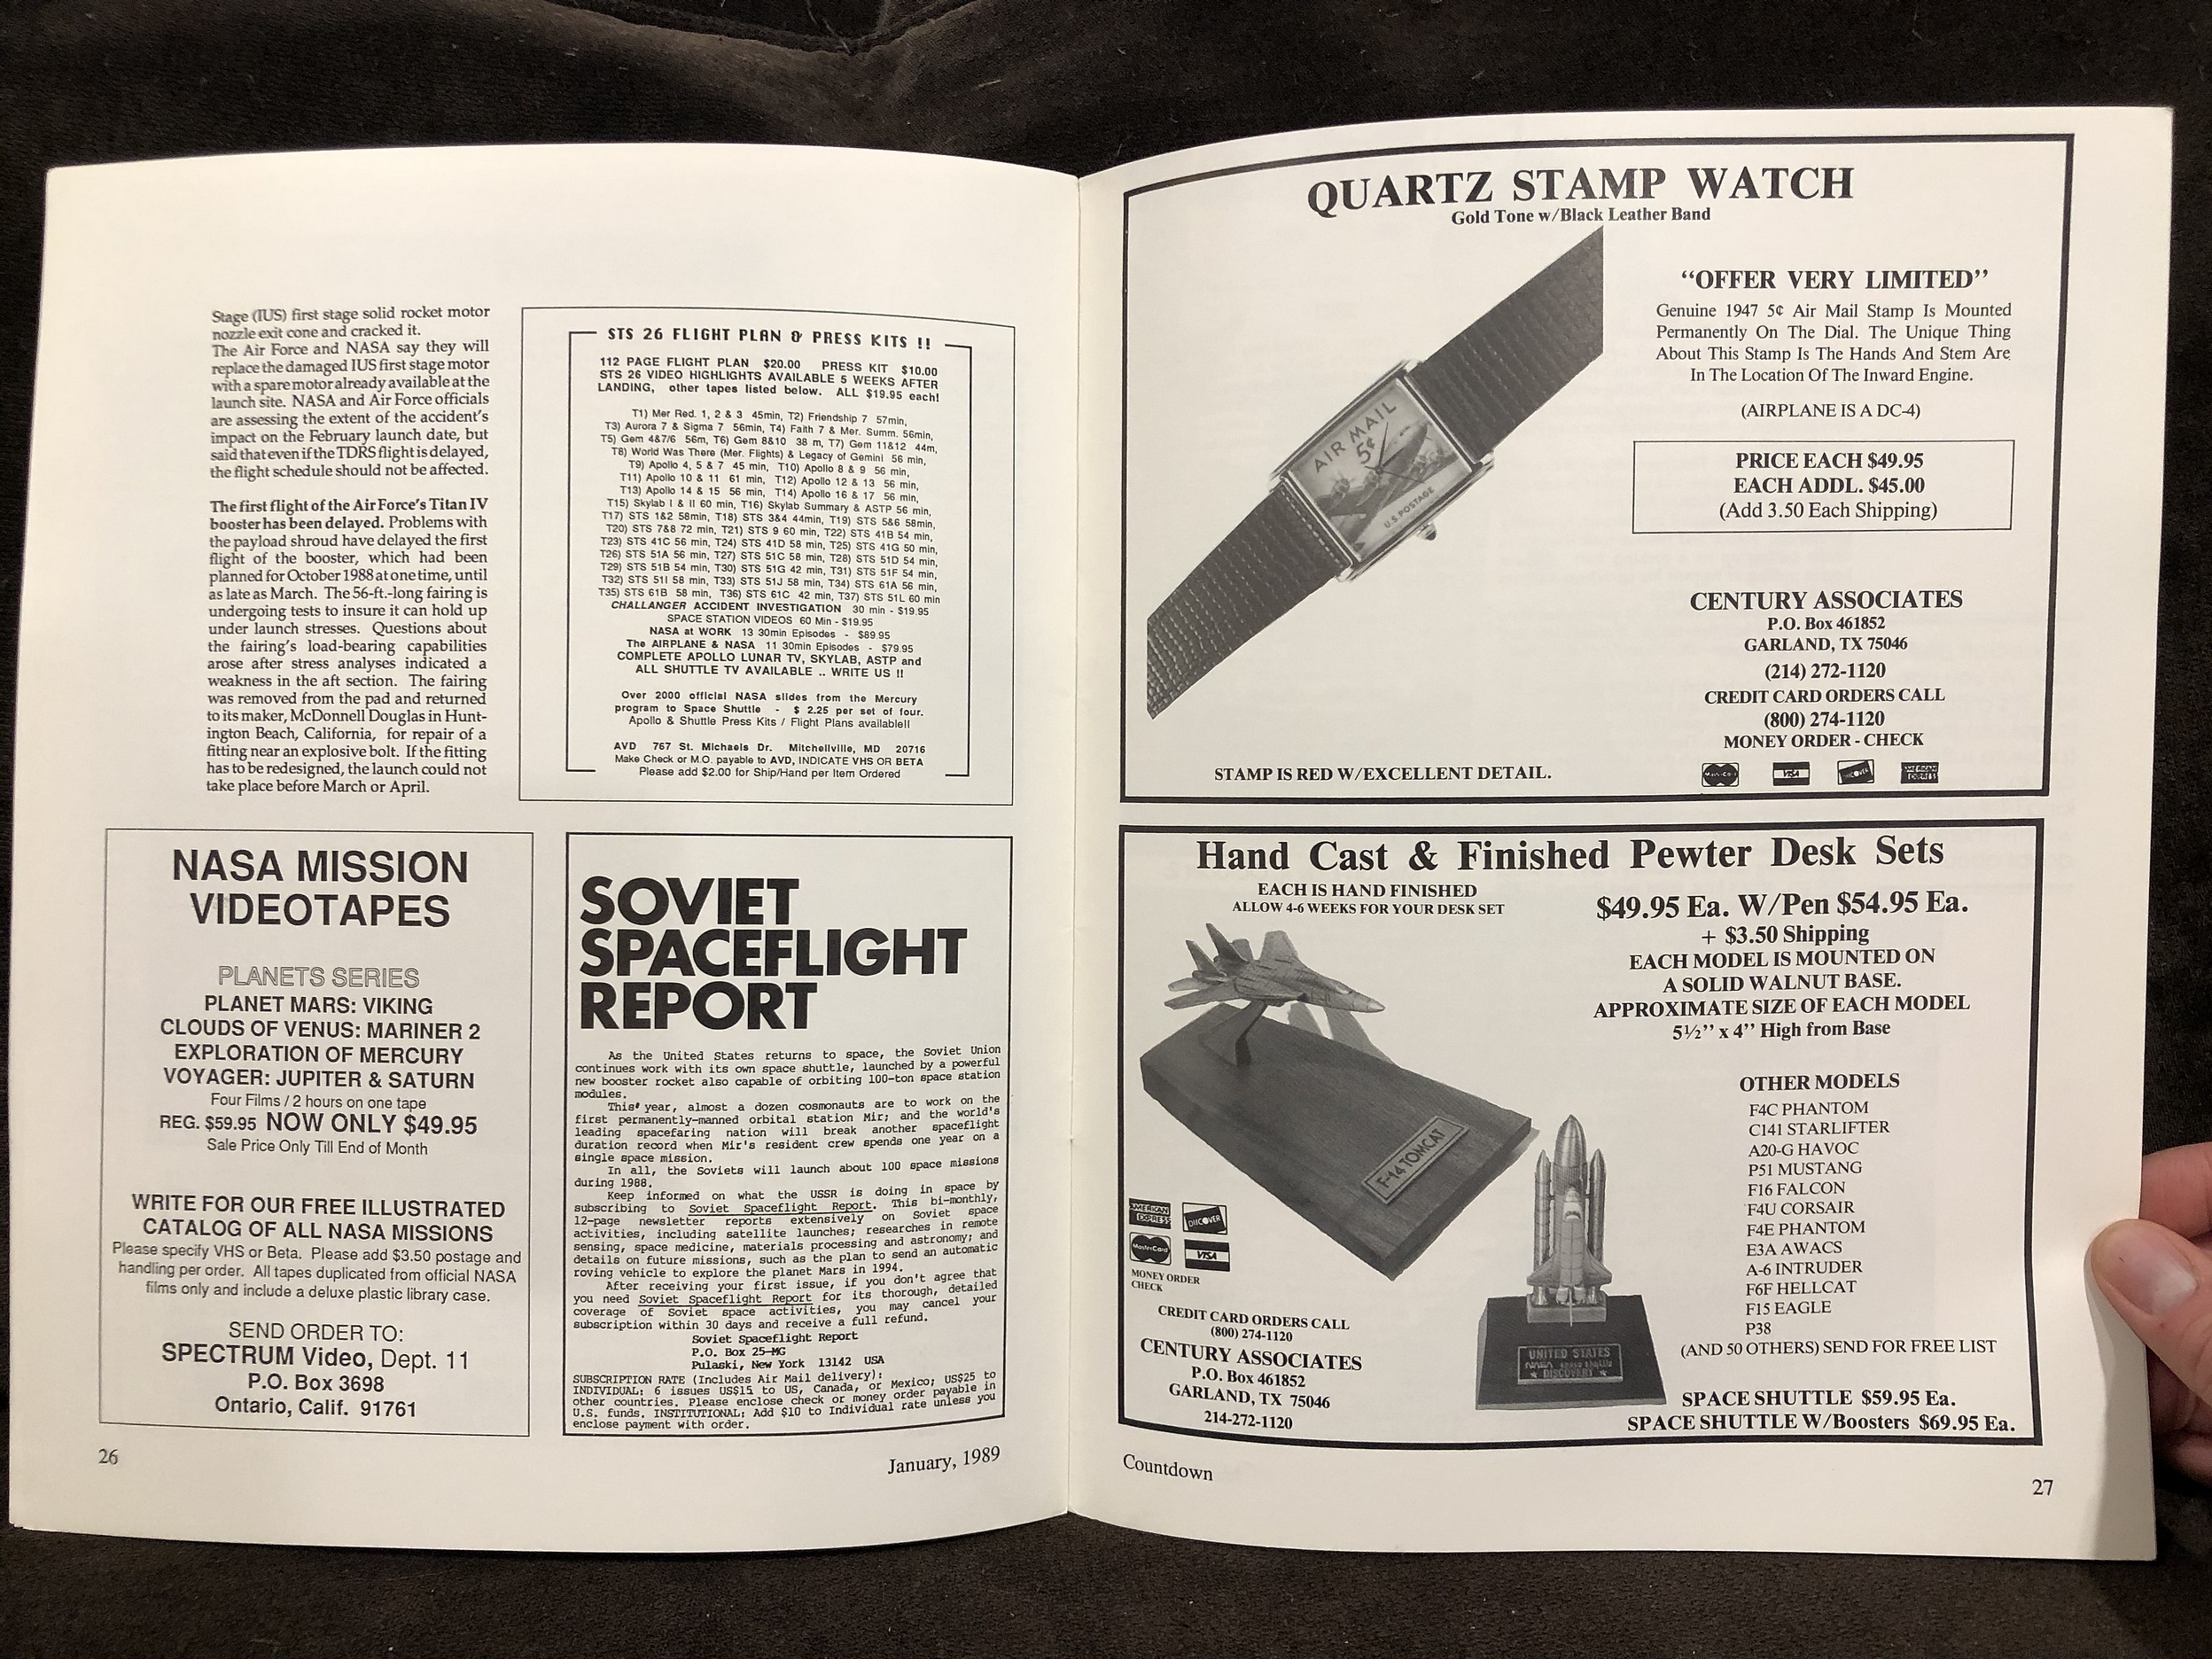 Stage (IUS) first stage solid rocket motor
nozzle exit cone and cracked it.
The Air Force and NASA say they will
replace the damaged IUS first stage motor
with a spare motor already available at the
launch site. NASA and Air Force officials
are assessing the extent of the accident's
impact on the February launch date, but
said that even if the TDRS flight is delayed,
the flight schedule should not be affected.
The first flight of the Air Force's Titan IV
booster has been delayed. Problems with
the payload shroud have delayed the first
flight of the booster, which had been
planned for October 1988 at one time, until
as late as March. The 56-ft.-long fairing is
undergoing tests to insure it can hold up
under launch stresses. Questions about
the fairing's load-bearing capabilities
arose after stress analyses indicated a
weakness in the aft section. The fairing
was removed from the pad and returned
to its maker, McDonnell Douglas in Hunt-
ington Beach, California, for repair of a
fitting near an explosive bolt. If the fitting
has to be redesigned, the launch could not
take place before March or April.
STS 26 FLIGHT PLAN & PRESS KITS !!
112 PAGE FLIGHT PLAN $20.00 PRESS KIT $10.00
STS 26 VIDEO HIGHLIGHTS AVAILABLE 5 WEEKS AFTER
LANDING, other tapes listed below. ALL $19.95 each!
T1) Mer Red. 1, 2 & 3 45min, T2) Friendship 7 57min,
T3) Aurora 7 & Sigma 7 56min, T4) Faith 7 & Mer. Summ. 56min,
T5) Gem 4&7/6 56m, T6) Gem 8&10 38 m, T7) Gem 11&12 44m,
T8) World Was There (Mer. Flights) & Legacy of Gemini 56 min,
T9) Apollo 4, 5 & 7 45 min, T10) Apollo 8 & 9 56 min,
T11) Apollo 10 & 11 61 min, T12) Apollo 12 & 13 56 min,
T13) Apollo 14 & 15 56 min, T14) Apollo 16 & 17 56 min,
T15) Skylab I & II 60 min, T16) Skylab Summary & ASTP 56 min,
T17) STS 1&2 58min, T18) STS 3&4 44min, T19) STS 5&6 58min,
T20) STS 7&8 72 min, T21) STS 9 60 min, T22) STS 41B 54 min,
T23) STS 41C 56 min, T24) STS 41D 58 min, T25) STS 41G 50 min,
T26) STS 51A 56 min, T27) STS 51C 58 min, T28) STS 51D 54 min,
T29) STS 51B 54 min, T30) STS 51G 42 min, T31) STS 51F 54 min,
T32) STS 51I 58 min, T33) STS 51J 58 min, T34) STS 61A 56 min,
T35) STS 61B 58 min, T36) STS 61C 42 min, T37) STS 51L 60 min
CHALLANGER ACCIDENT INVESTIGATION 30 min - $19.95
SPACE STATION VIDEOS 60 Min - $19.95
NASA at WORK 13 30min Episodes - $89.95
The AIRPLANE & NASA 11 30min Episodes - $79.95
COMPLETE APOLLO LUNAR TV, SKYLAB, ASTP and
ALL SHUTTLE TV AVAILABLE .. WRITE US !!
Over 2000 official NASA slides from the Mercury
program to Space Shuttle - $ 2.25 per set of four.
Apollo & Shuttle Press Kits / Flight Plans available!!
AVD 767 St. Michaels Dr. Mitchellville, MD 20716
Make Check or M.O. payable to AVD, INDICATE VHS OR BETA
Please add $2.00 for Ship/Hand per Item Ordered
NASA MISSION
VIDEOTAPES
PLANETS SERIES
PLANET MARS: VIKING
CLOUDS OF VENUS: MARINER 2
EXPLORATION OF MERCURY
VOYAGER: JUPITER & SATURN
Four Films / 2 hours on one tape
REG. $59.95 NOW ONLY $49.95
Sale Price Only Till End of Month
WRITE FOR OUR FREE ILLUSTRATED
CATALOG OF ALL NASA MISSIONS
Please specify VHS or Beta. Please add $3.50 postage and
handling per order. All tapes duplicated from official NASA
films only and include a deluxe plastic library case.
SEND ORDER TO:
SPECTRUM Video, Dept. 11
P.O. Box 3698
Ontario, Calif. 91761
SOVIET
SPACEFLIGHT
REPORT
As the United States returns to space, the Soviet Union
continues work with its own space shuttle, launched by a powerful
new booster rocket also capable of orbiting 100-ton space station
modules.
This year, almost a dozen cosmonauts are to work on the
first permanently-manned orbital station Mir; and the world's
leading spacefaring nation will break another spaceflight
duration record when Mir's resident crew spends one year on a
single space mission.
In all, the Soviets will launch about 100 space missions
during 1988.
Keep informed on what the USSR is doing in space by
subscribing to Soviet Spaceflight Report. This bi-monthly,
12-page newsletter reports extensively on Soviet space
activities, including satellite launches; researches in remote
sensing, space medicine, materials processing and astronomy; and
details on future missions, such as the plan to send an automatic
roving vehicle to explore the planet Mars in 1994.
After receiving your first issue, if you don't agree that
you need Soviet Spaceflight Report for its thorough, detailed
coverage of Soviet space activities, you may cancel your
subscription within 30 days and receive a full refund.
Soviet Spaceflight Report
P.O. Box 25-MG
Pulaski, New York 13142 USA
SUBSCRIPTION RATE (Includes Air Mail delivery):
INDIVIDUAL: 6 issues US$15 to US, Canada, or Mexico; US$25 to
other countries. Please enclose check or money order payable in
U.S. funds. INSTITUTIONAL: Add $10 to Individual rate unless you
enclose payment with order.
26
January, 1989
QUARTZ STAMP WATCH
Gold Tone w/Black Leather Band
AIR MAIL
5¢
U.S. POSTAGE
"OFFER VERY LIMITED"
Genuine 1947 5¢ Air Mail Stamp Is Mounted
Permanently On The Dial. The Unique Thing
About This Stamp Is The Hands And Stem Are
In The Location Of The Inward Engine.
(AIRPLANE IS A DC-4)
PRICE EACH $49.95
EACH ADDL. $45.00
(Add 3.50 Each Shipping)
CENTURY ASSOCIATES
P.O. Box 461852
GARLAND, TX 75046
(214) 272-1120
CREDIT CARD ORDERS CALL
(800) 274-1120
MONEY ORDER - CHECK
MasterCard VISA DISCOVER AMERICAN EXPRESS
STAMP IS RED W/EXCELLENT DETAIL.
Hand Cast & Finished Pewter Desk Sets
EACH IS HAND FINISHED
ALLOW 4-6 WEEKS FOR YOUR DESK SET
$49.95 Ea. W/Pen $54.95 Ea.
+ $3.50 Shipping
EACH MODEL IS MOUNTED ON
A SOLID WALNUT BASE.
APPROXIMATE SIZE OF EACH MODEL
5½" x 4" High from Base
F-14 TOMCAT
OTHER MODELS
F4C PHANTOM
C141 STARLIFTER
A20-G HAVOC
P51 MUSTANG
F16 FALCON
F4U CORSAIR
F4E PHANTOM
E3A AWACS
A-6 INTRUDER
F6F HELLCAT
F15 EAGLE
P38
(AND 50 OTHERS) SEND FOR FREE LIST
AMERICAN EXPRESS DISCOVER
MasterCard VISA
MONEY ORDER
CHECK
CREDIT CARD ORDERS CALL
(800) 274-1120
CENTURY ASSOCIATES
P.O. Box 461852
GARLAND, TX 75046
214-272-1120
UNITED STATES
NASA SPACE SHUTTLE
DISCOVERY
SPACE SHUTTLE $59.95 Ea.
SPACE SHUTTLE W/Boosters $69.95 Ea.
Countdown
27